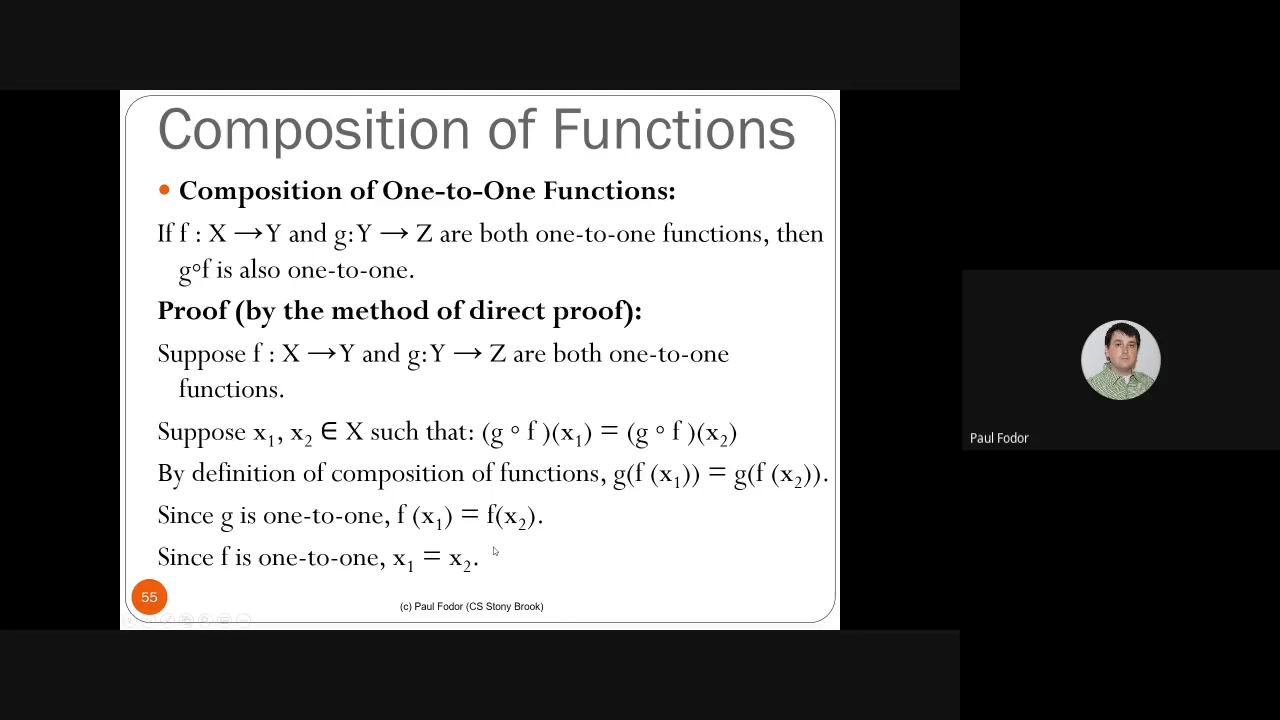 Composition of Functions
• Composition of One-to-One Functions:
If f : X → Y and g: Y → Z are both one-to-one functions, then
g∘f is also one-to-one.
Proof (by the method of direct proof):
Suppose f : X → Y and g: Y → Z are both one-to-one
functions.
Suppose x₁, x₂ ∈ X such that: (g ∘ f )(x₁) = (g ∘ f )(x₂)
By definition of composition of functions, g(f (x₁)) = g(f (x₂)).
Since g is one-to-one, f (x₁) = f(x₂).
Since f is one-to-one, x₁ = x₂.
55
(c) Paul Fodor (CS Stony Brook)
Paul Fodor